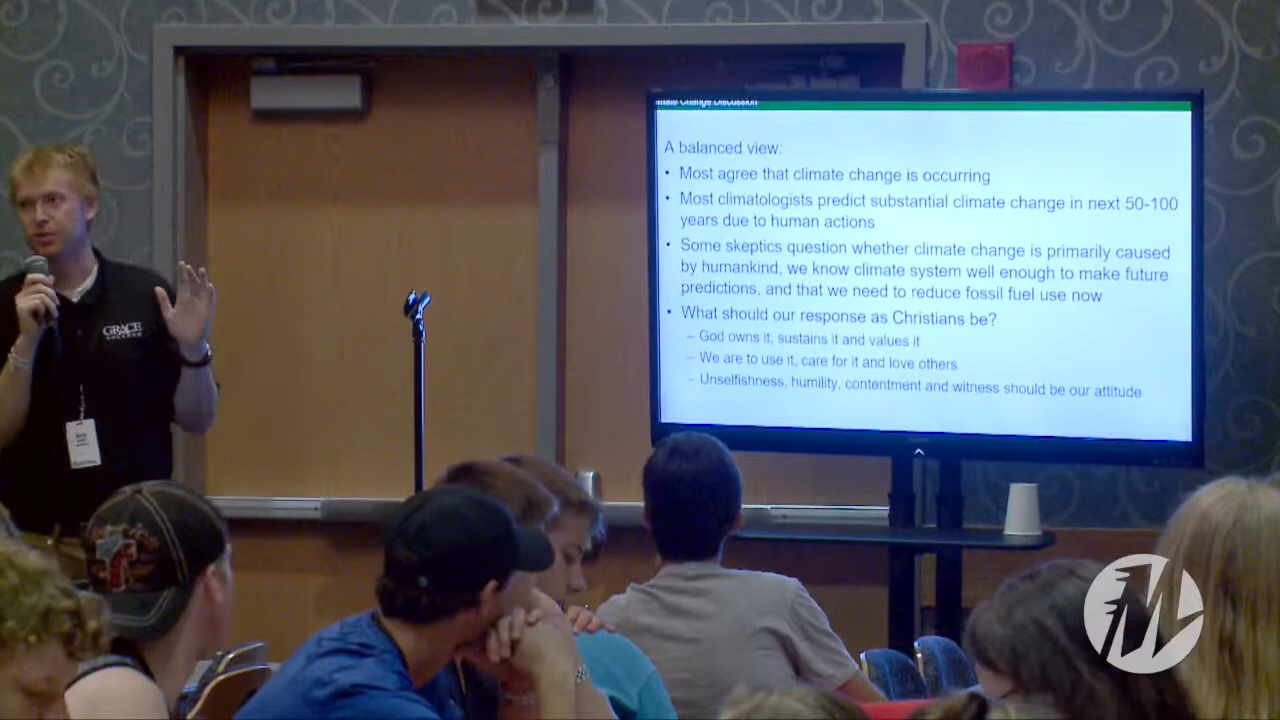 Climate Change Discussion
A balanced view:
• Most agree that climate change is occurring
• Most climatologists predict substantial climate change in next 50-100
years due to human actions
• Some skeptics question whether climate change is primarily caused
by humankind, we know climate system well enough to make future
predictions, and that we need to reduce fossil fuel use now
• What should our response as Christians be?
– God owns it, sustains it and values it
– We are to use it, care for it and love others
– Unselfishness, humility, contentment and witness should be our attitude
GRACE
COLLEGE
M